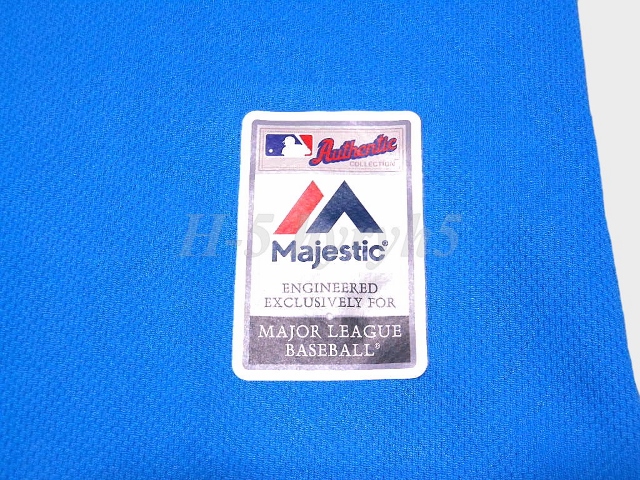 Authentic
COLLECTION
Majestic®
ENGINEERED
EXCLUSIVELY FOR
MAJOR LEAGUE
BASEBALL®